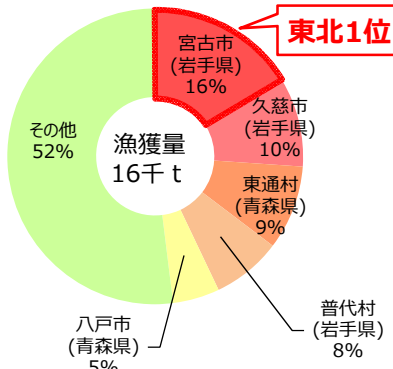 東北1位
宮古市
(岩手県)
16%
久慈市
(岩手県)
10%
東通村
(青森県)
9%
普代村
(岩手県)
8%
八戸市
(青森県)
5%
その他
52%
漁獲量
16千ｔ